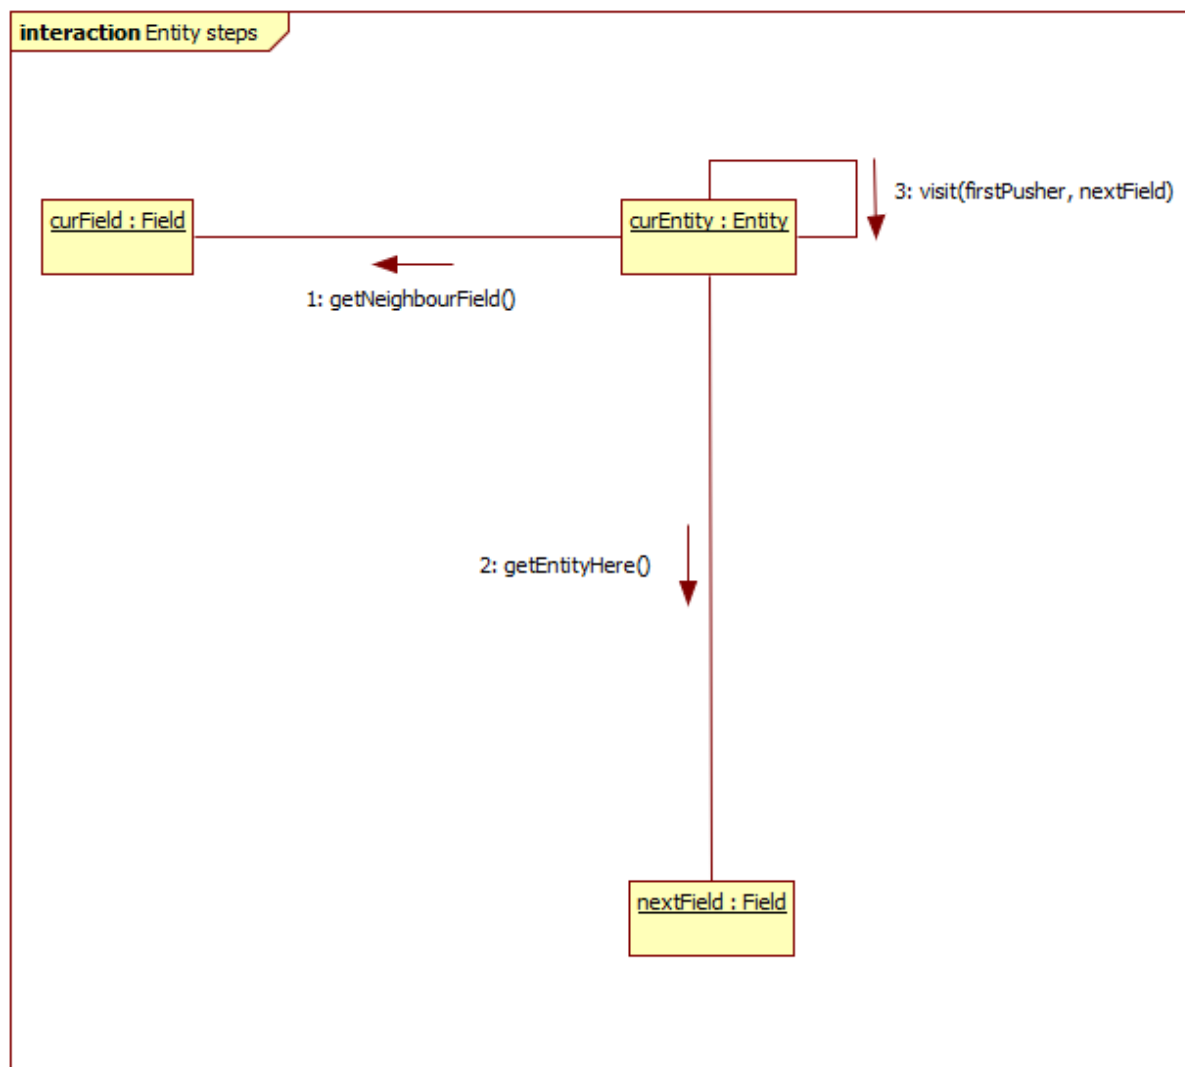 interaction Entity steps
3: visit(firstPusher, nextField)
curField : Field
curEntity : Entity
1: getNeighbourField()
2: getEntityHere()
nextField : Field